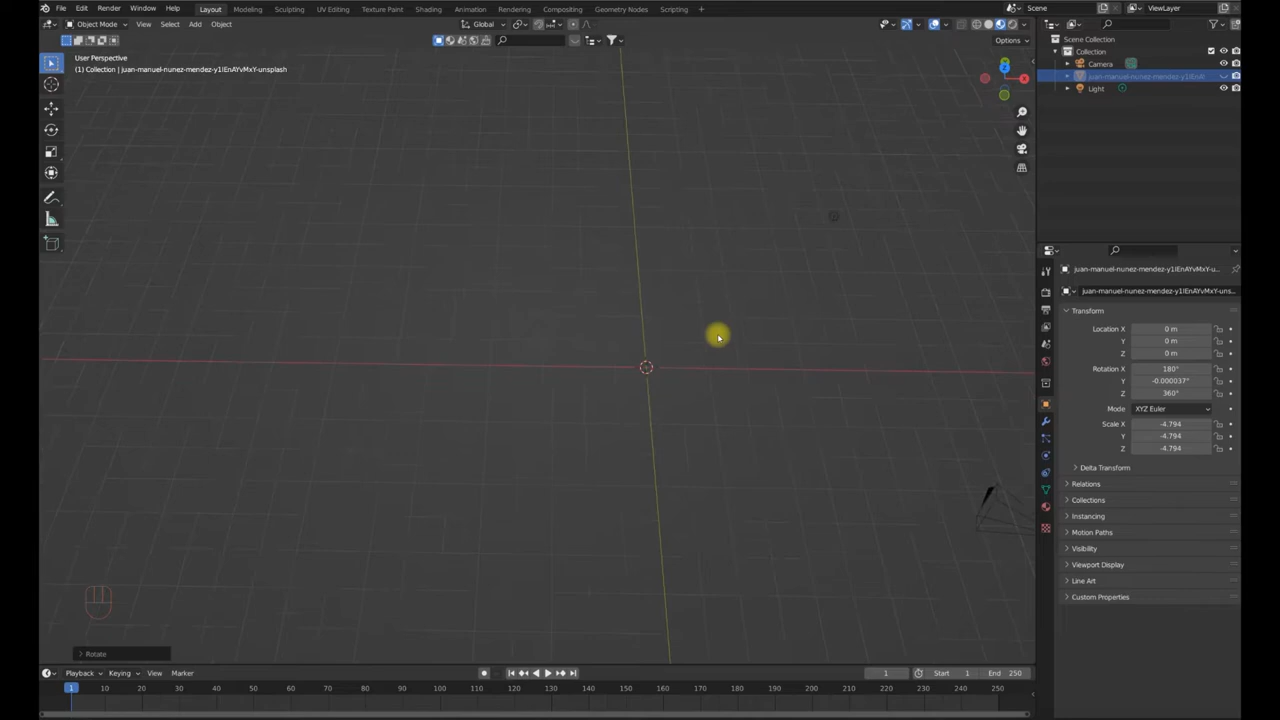 File Edit Render Window Help Layout Modeling Sculpting UV Editing Texture Paint Shading Animation Rendering Compositing Geometry Nodes Scripting + Scene ViewLayer
Object Mode View Select Add Object Global
Options
User Perspective
(1) Collection | juan-manuel-nunez-mendez-y1IEnAYvMxY-unsplash
Scene Collection
Collection
Camera
juan-manuel-nunez-mendez-y1IEnAY
Light
Z
X
juan-manuel-nunez-mendez-y1IEnAYvMxY-u...
juan-manuel-nunez-mendez-y1IEnAYvMxY-uns...
Transform
Location X 0 m
Y 0 m
Z 0 m
Rotation X 180°
Y -0.000037°
Z 360°
Mode XYZ Euler
Scale X -4.794
Y -4.794
Z -4.794
Delta Transform
Relations
Collections
Instancing
Motion Paths
Visibility
Viewport Display
Line Art
Custom Properties
Rotate
Playback Keying View Marker 1 Start 1 End 250
1 10 20 30 40 50 60 70 80 90 100 110 120 130 140 150 160 170 180 190 200 210 220 230 240 250